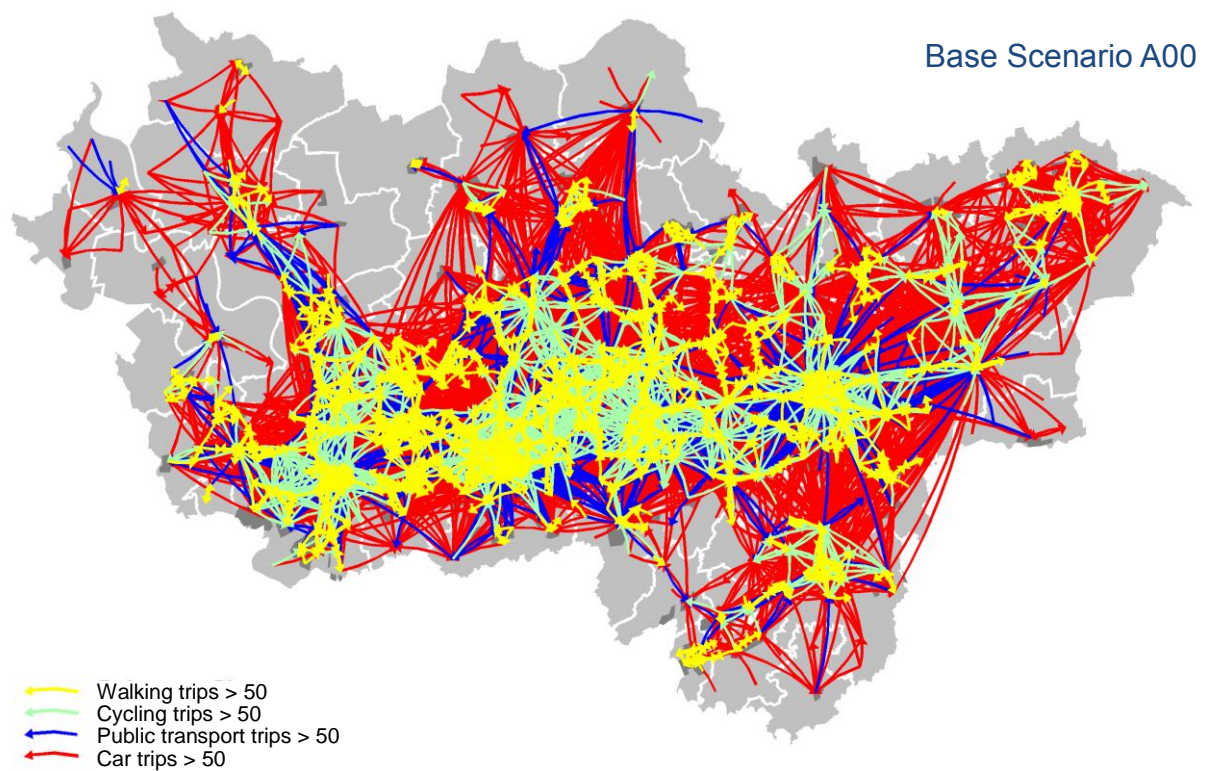 Base Scenario A00
Walking trips > 50
Cycling trips > 50
Public transport trips > 50
Car trips > 50